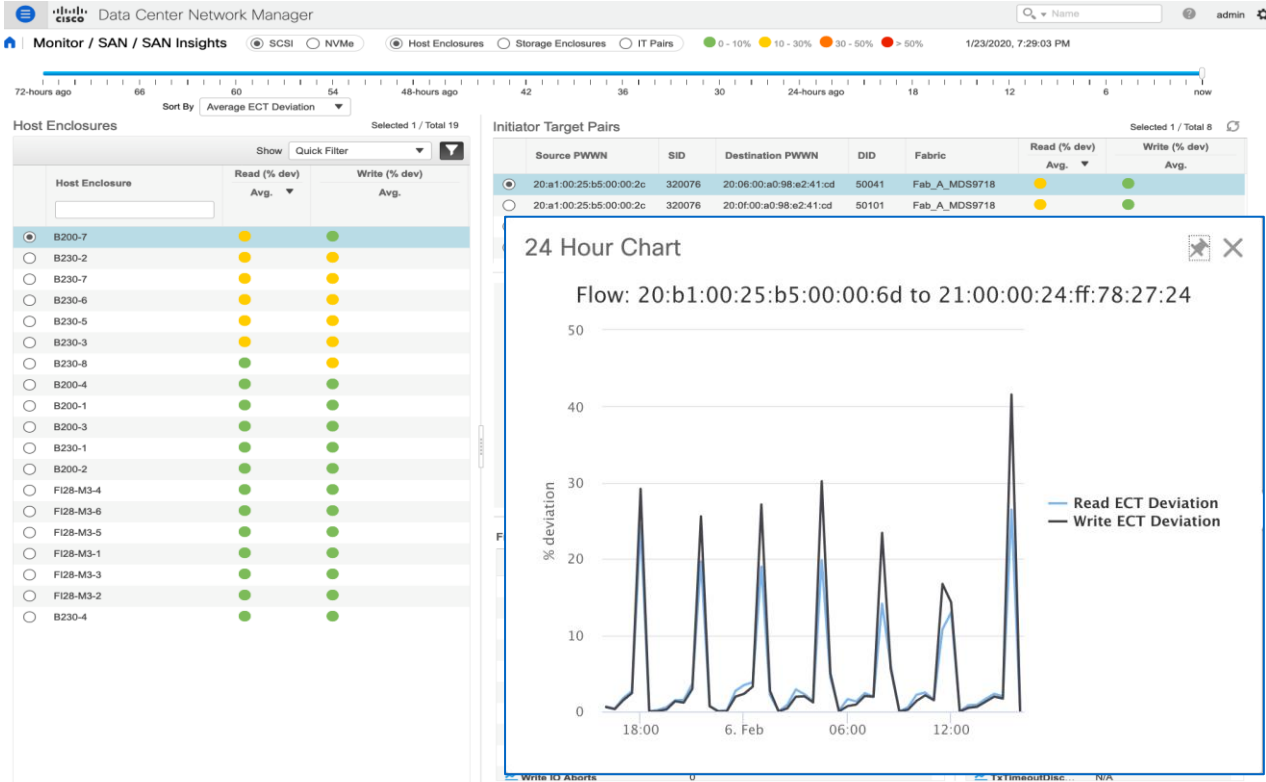 cisco Data Center Network Manager Name admin
Monitor / SAN / SAN Insights SCSI NVMe Host Enclosures Storage Enclosures IT Pairs 0 - 10% 10 - 30% 30 - 50% > 50% 1/23/2020, 7:29:03 PM
72-hours ago 66 60 54 48-hours ago 42 36 30 24-hours ago 18 12 6 now
Sort By Average ECT Deviation
Host Enclosures Selected 1 / Total 19
Show Quick Filter
Host Enclosure Read (% dev) Write (% dev)
Avg. Avg.
B200-7
B230-2
B230-7
B230-6
B230-5
B230-3
B230-8
B200-4
B200-1
B200-3
B230-1
B200-2
FI28-M3-4
FI28-M3-6
FI28-M3-5
FI28-M3-1
FI28-M3-3
FI28-M3-2
B230-4
Initiator Target Pairs Selected 1 / Total 8
Source PWWN SID Destination PWWN DID Fabric Read (% dev) Write (% dev)
Avg. Avg.
20:a1:00:25:b5:00:00:2c 320076 20:06:00:a0:98:e2:41:cd 50041 Fab_A_MDS9718
20:a1:00:25:b5:00:00:2c 320076 20:0f:00:a0:98:e2:41:cd 50101 Fab_A_MDS9718
24 Hour Chart
Flow: 20:b1:00:25:b5:00:00:6d to 21:00:00:24:ff:78:27:24
50
40
30
20
10
0
% deviation
Read ECT Deviation
Write ECT Deviation
18:00 6. Feb 06:00 12:00
Write IO Aborts 0 TxTimeoutDisc... N/A